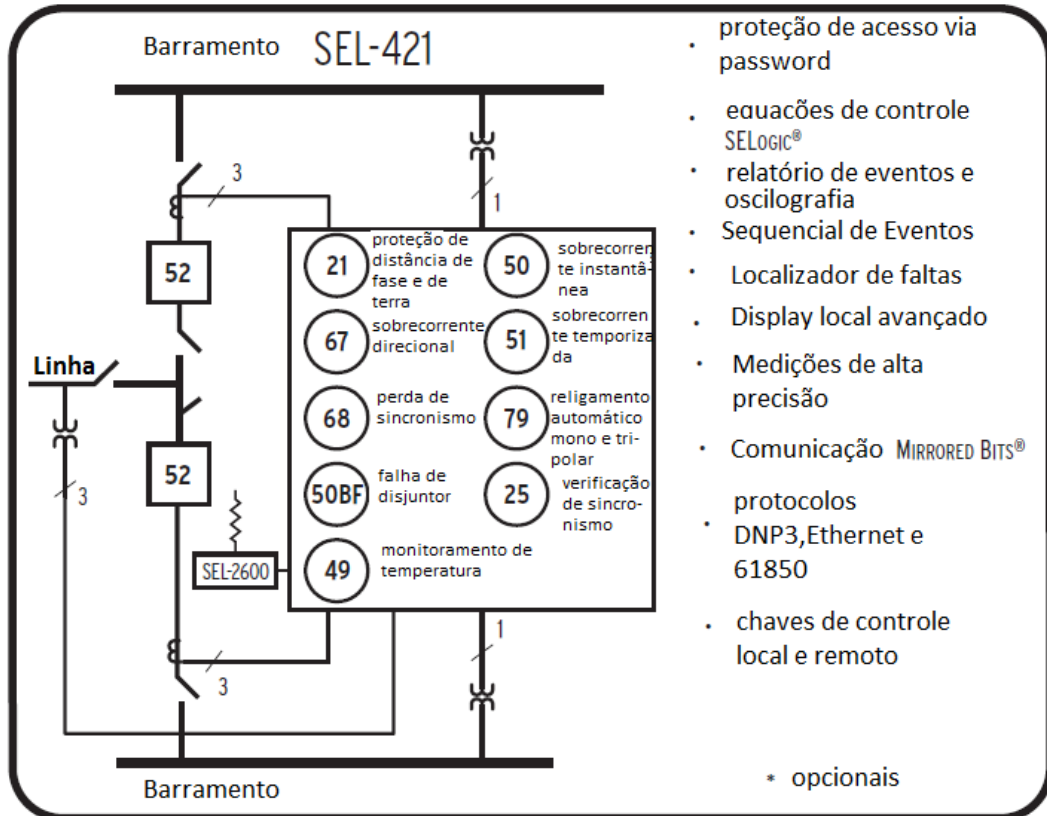 Barramento SEL-421
3
1
21
proteção de
distância de
fase e de
terra
50
sobrecorren
te instantâ-
nea
52
67
sobrecorrente
direcional
51
sobrecorren
te temporiza
da
Linha
68
perda de
sincronismo
79
religamento
automático
mono e tri-
polar
52
3
50BF
falha de
disjuntor
25
verificação
de sincro-
nismo
SEL-2600
49
monitoramento de
temperatura
1
3
Barramento
· proteção de acesso via
password
· equações de controle
SELOGIC®
· relatório de eventos e
oscilografia
· Sequencial de Eventos
· Localizador de faltas
· Display local avançado
· Medições de alta
precisão
· Comunicação MIRRORED BITS®
· protocolos
DNP3,Ethernet e
61850
· chaves de controle
local e remoto
* opcionais